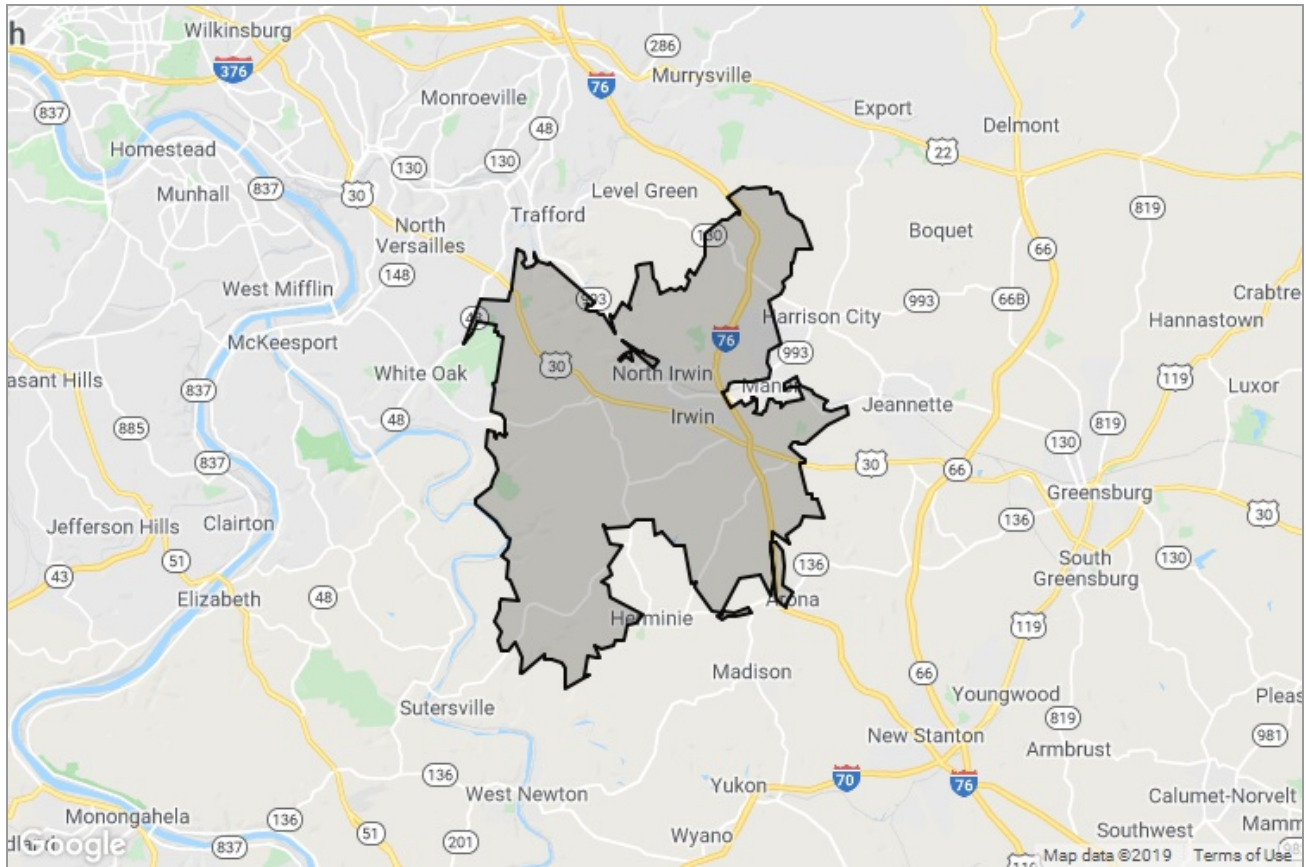 h
Wilkinsburg
376
286
Murrysville
76
Monroeville
Export
Delmont
837
48
22
Homestead
130
130
Munhall
837
30
Level Green
819
Trafford
North
Versailles
130
Boquet
66
148
West Mifflin
993
993
66B
Crabtre
Harrison City
Hannastown
McKeesport
76
993
easant Hills
White Oak
30
North Irwin
119
Luxor
837
48
Irwin
Jeannette
885
130
819
837
30
66
Greensburg
30
Jefferson Hills
Clairton
136
51
136
South
Greensburg
130
43
Elizabeth
48
Arona
Herminie
119
Madison
66
Youngwood
Sutersville
819
Pleas
New Stanton
Armbrust
981
136
70
76
Yukon
West Newton
Calumet-Norvelt
Monongahela
136
51
201
Wyano
Southwest
Mamm
Google
837
119
Map data ©2019
Terms of Use